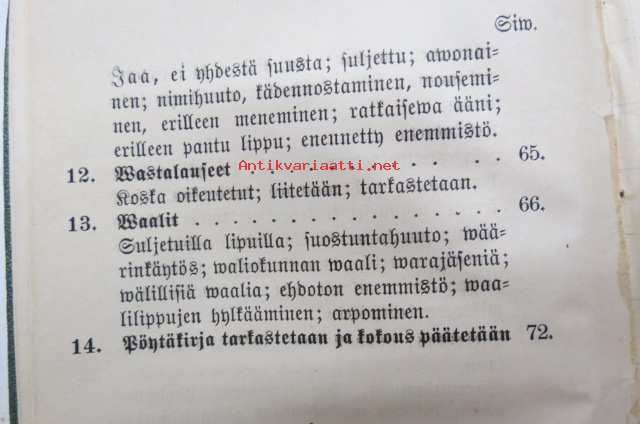 Siw.
Jaa, ei yhdestä suusta; suljettu; awonai=
nen; nimihuuto, kädennostaminen, nousemi=
nen, erilleen meneminen; ratkaisewa ääni;
erilleen pantu lippu; enennetty enemmistö.
12. Wastalauseet . . . . . . . . 65.
Antikvariaatti.net
Koska oikeutetut; liitetään; tarkastetaan.
13. Waalit . . . . . . . . . . . . . . . . 66.
Suljetuilla lipuilla; suostuntahuuto; wää=
rinkäytös; waliokunnan waali; warajäseniä;
wälillisiä waalia; ehdoton enemmistö; waa=
lilippujen hylkääminen; arpominen.
14. Pöytäkirja tarkastetaan ja kokous päätetään 72.